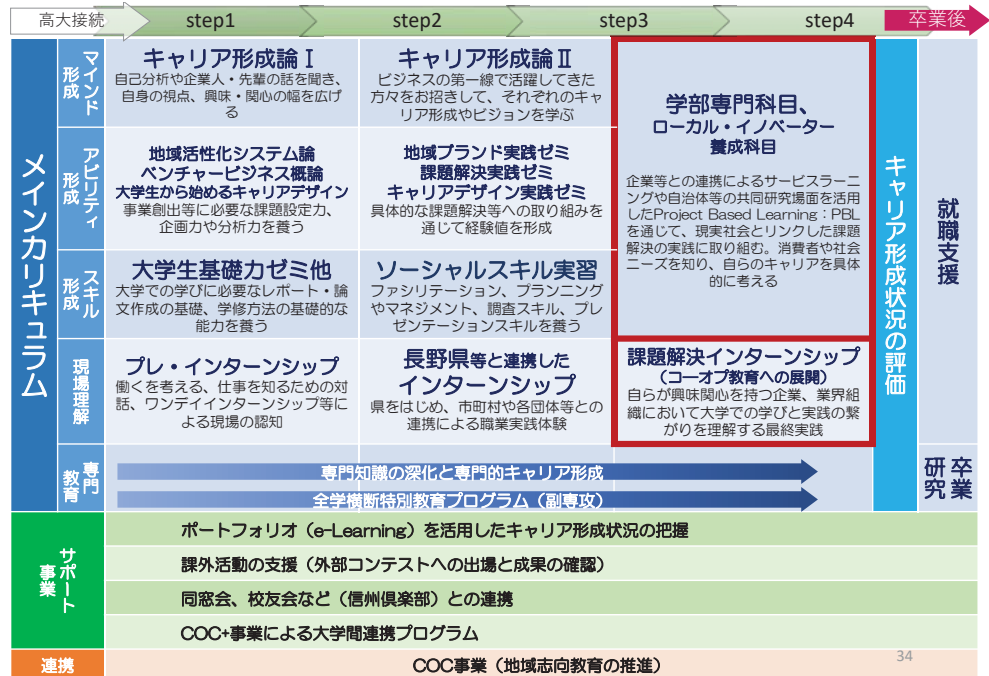 高大接続
step1
step2
step3
step4
卒業後
メインカリキュラム
マインド
形成
キャリア形成論Ⅰ
自己分析や企業人・先輩の話を聞き、
自身の視点、興味・関心の幅を広げ
る
キャリア形成論Ⅱ
ビジネスの第一線で活躍してきた
方々をお招きして、それぞれのキャ
リア形成やビジョンを学ぶ
学部専門科目、
ローカル・イノベーター
養成科目
企業等との連携によるサービスラーニ
ングや自治体等の共同研究場面を活用
したProject Based Learning：PBL
を通じて、現実社会とリンクした課題
解決の実践に取り組む。消費者や社会
ニーズを知り、自らのキャリアを具体
的に考える
アビリティ
形成
地域活性化システム論
ベンチャービジネス概論
大学生から始めるキャリアデザイン
事業創出等に必要な課題設定力、
企画力や分析力を養う
地域ブランド実践ゼミ
課題解決実践ゼミ
キャリアデザイン実践ゼミ
具体的な課題解決等への取り組みを
通じて経験値を形成
スキル
形成
大学生基礎力ゼミ他
大学での学びに必要なレポート・論
文作成の基礎、学修方法の基礎的な
能力を養う
ソーシャルスキル実習
ファシリテーション、プランニング
やマネジメント、調査スキル、プレ
ゼンテーションスキルを養う
現場理解
プレ・インターンシップ
働くを考える、仕事を知るための対
話、ワンデイインターンシップ等によ
る現場の認知
長野県等と連携した
インターンシップ
県をはじめ、市町村や各団体等との
連携による職業実践体験
課題解決インターンシップ
（コーオプ教育への展開）
自らが興味関心を持つ企業、業界組
織において大学での学びと実践の繋
がりを理解する最終実践
専門
教育
専門知識の深化と専門的キャリア形成
全学横断特別教育プログラム（副専攻）
キャリア形成状況の評価
就職支援
卒業
研究
サポート
事業
ポートフォリオ（e-Learning）を活用したキャリア形成状況の把握
課外活動の支援（外部コンテストへの出場と成果の確認）
同窓会、校友会など（信州倶楽部）との連携
COC+事業による大学間連携プログラム
連携
COC事業（地域志向教育の推進）
34